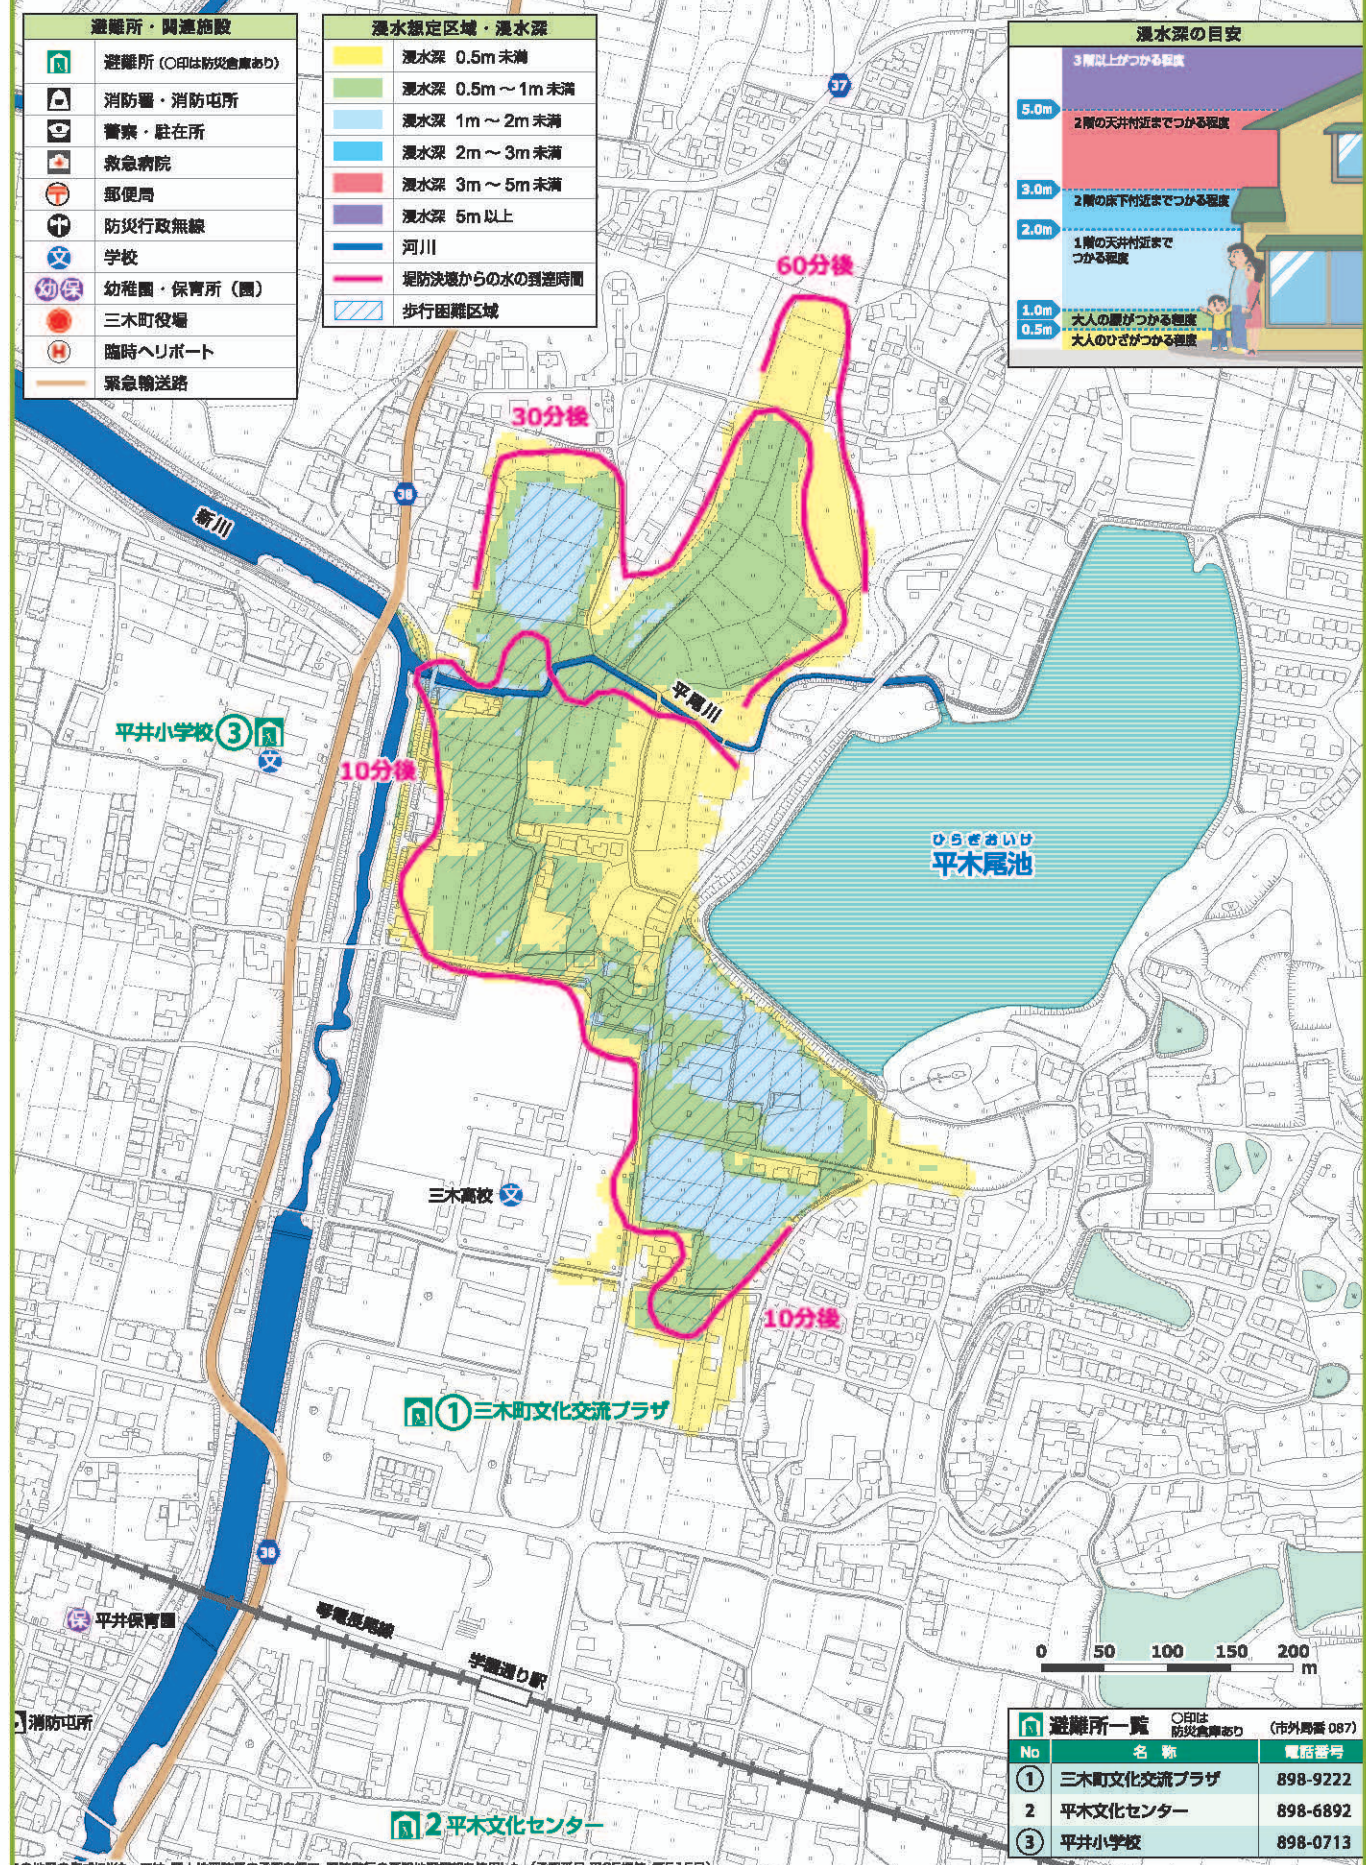 避難所・関連施設
避難所（〇印は防災倉庫あり）
消防署・消防屯所
警察・駐在所
救急病院
郵便局
防災行政無線
文 学校
幼 保 幼稚園・保育所（園）
三木町役場
H 臨時ヘリポート
緊急輸送路
浸水想定区域・浸水深
浸水深 0.5m 未満
浸水深 0.5m ～ 1m 未満
浸水深 1m ～ 2m 未満
浸水深 2m ～ 3m 未満
浸水深 3m ～ 5m 未満
浸水深 5m 以上
河川
堤防決壊からの水の到達時間
歩行困難区域
浸水深の目安
3階以上がつかる程度
5.0m
2階の天井付近までつかる程度
3.0m
2階の床下付近までつかる程度
2.0m
1階の天井付近まで
つかる程度
1.0m
大人の腰がつかる程度
0.5m
大人のひざがつかる程度
37
60分後
30分後
38
新川
平尾川
平井小学校 ③
文
10分後
ひらぎおいけ
平木尾池
三木高校 文
10分後
① 三木町文化交流プラザ
38
保 平井保育園
琴電長尾線
学園通り駅
消防屯所
2 平木文化センター
0 50 100 150 200
m
避難所一覧 〇印は
防災倉庫あり
（市外局番 087）
No 名 称 電話番号
① 三木町文化交流プラザ 898-9222
2 平木文化センター 898-6892
③ 平井小学校 898-0713